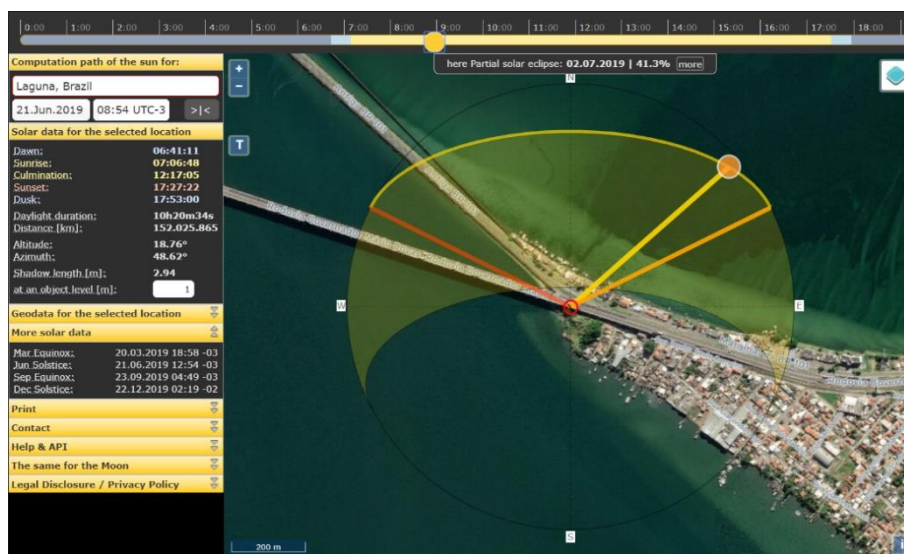 0:00 1:00 2:00 3:00 4:00 5:00 6:00 7:00 8:00 9:00 10:00 11:00 12:00 13:00 14:00 15:00 16:00 17:00 18:00
here Partial solar eclipse: 02.07.2019 | 41.3% more
Computation path of the sun for:
Laguna, Brazil
21.Jun.2019 08:54 UTC-3 >|<
Solar data for the selected location
Dawn: 06:41:11
Sunrise: 07:06:48
Culmination: 12:17:05
Sunset: 17:27:22
Dusk: 17:53:00
Daylight duration: 10h20m34s
Distance [km]: 152.025.865
Altitude: 18.76°
Azimuth: 48.62°
Shadow length [m]: 2.94
at an object level [m]: 1
Geodata for the selected location
More solar data
Mar Equinox: 20.03.2019 18:58 -03
Jun Solstice: 21.06.2019 12:54 -03
Sep Equinox: 23.09.2019 04:49 -03
Dec Solstice: 22.12.2019 02:19 -02
Print
Contact
Help & API
The same for the Moon
Legal Disclosure / Privacy Policy
+
−
T
N
W
E
S
200 m
i